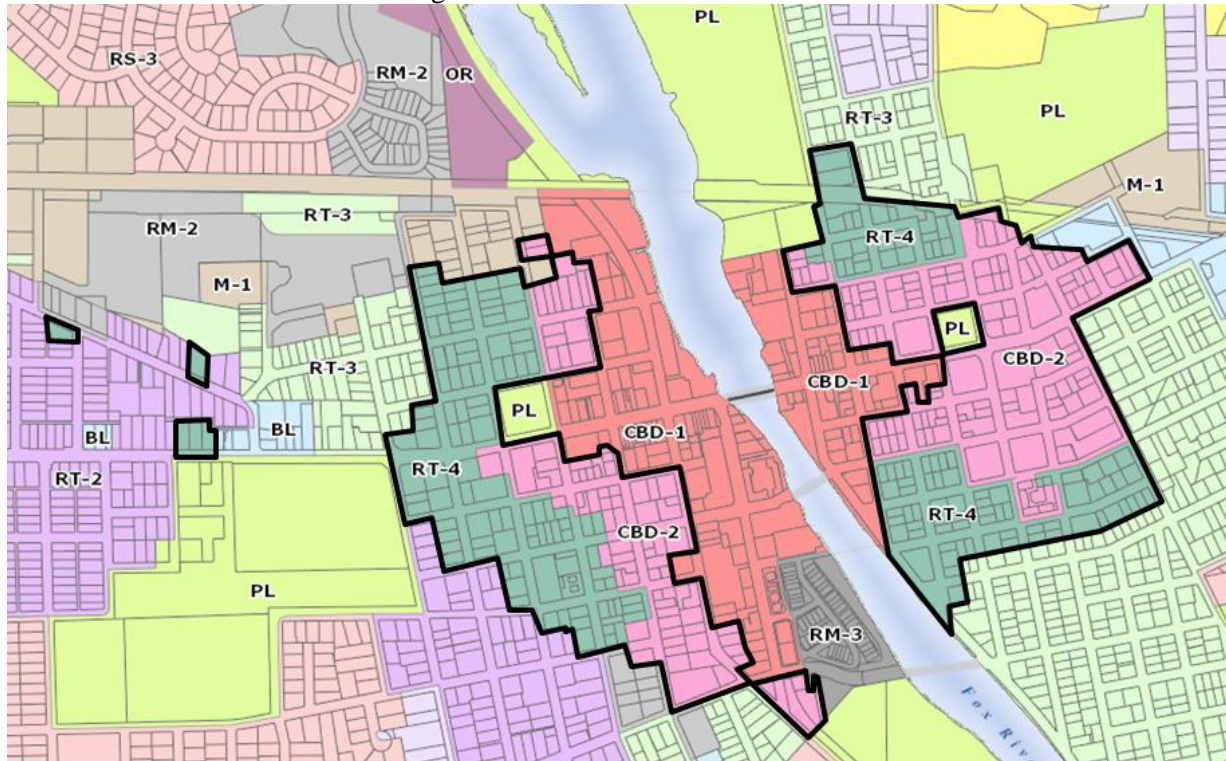 PL
RS-3
RM-2
OR
PL
RT-3
M-1
RT-3
RM-2
RT-4
M-1
PL
RT-3
CBD-2
CBD-1
PL
BL
BL
CBD-1
RT-4
RT-2
RT-4
CBD-2
PL
RM-3
Fox Rive